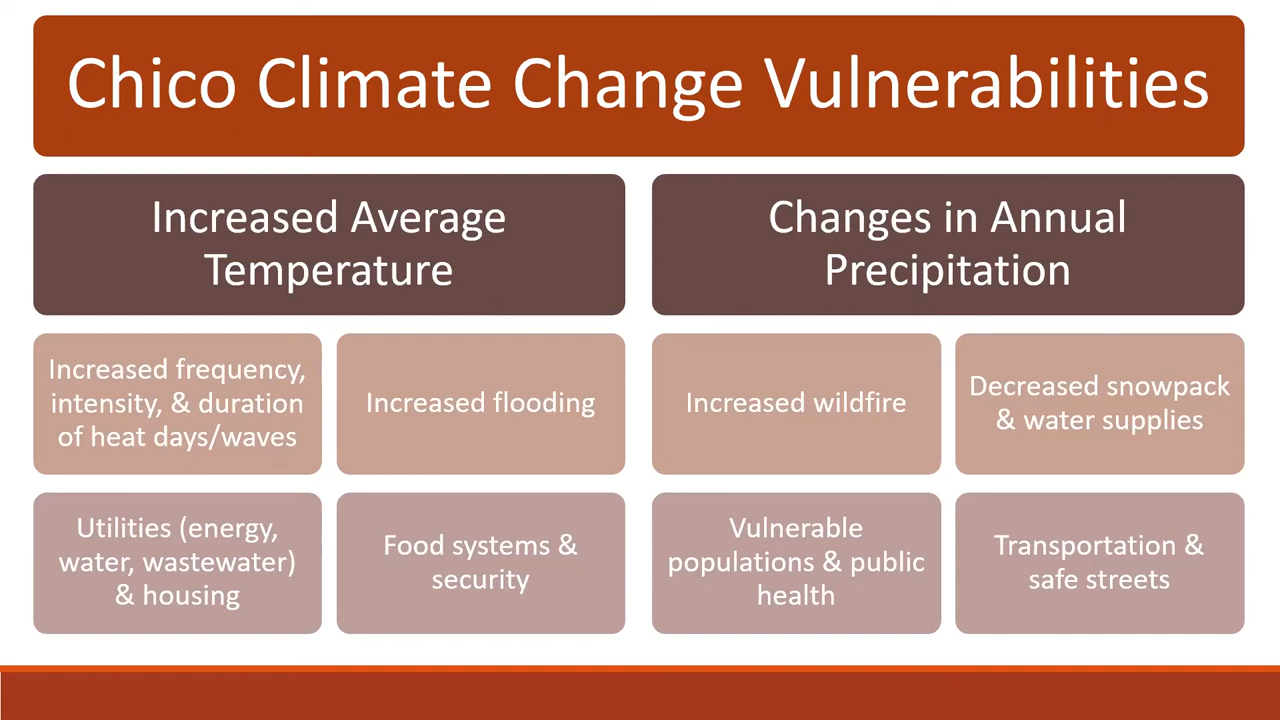 Chico Climate Change Vulnerabilities
Increased Average
Temperature
Changes in Annual
Precipitation
Increased frequency,
intensity, & duration
of heat days/waves
Increased flooding
Increased wildfire
Decreased snowpack
& water supplies
Utilities (energy,
water, wastewater)
& housing
Food systems &
security
Vulnerable
populations & public
health
Transportation &
safe streets